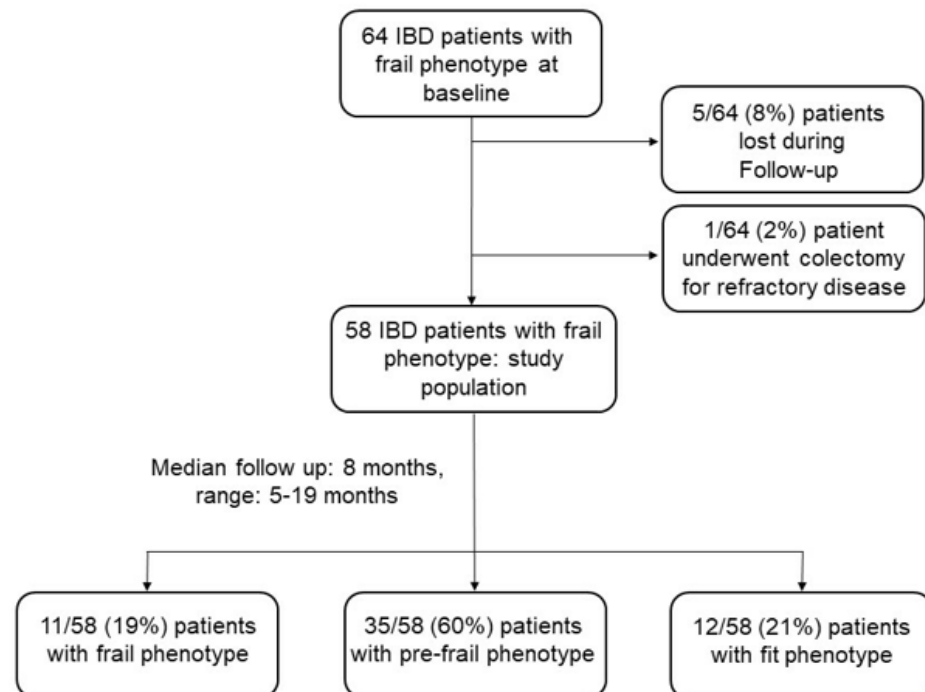 64 IBD patients with
frail phenotype at
baseline
5/64 (8%) patients
lost during
Follow-up
1/64 (2%) patient
underwent colectomy
for refractory disease
58 IBD patients with frail
phenotype: study
population
Median follow up: 8 months,
range: 5-19 months
11/58 (19%) patients
with frail phenotype
35/58 (60%) patients
with pre-frail phenotype
12/58 (21%) patients
with fit phenotype